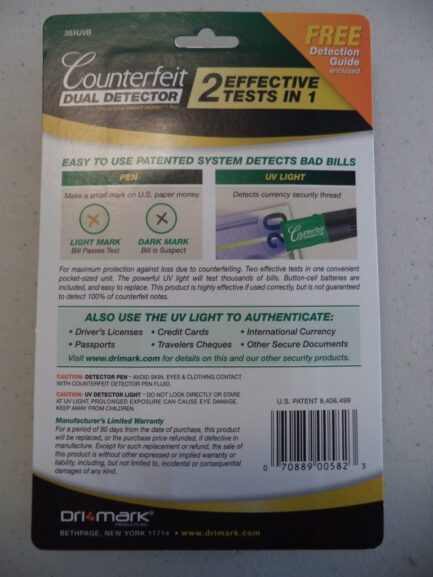 351UVB
FREE
Detection
Guide
enclosed
Counterfeit
DUAL DETECTOR
2 EFFECTIVE
TESTS IN 1
EASY TO USE PATENTED SYSTEM DETECTS BAD BILLS
PEN
Make a small mark on U.S. paper money
LIGHT MARK
Bill Passes Test
DARK MARK
Bill is Suspect
UV LIGHT
Detects currency security thread
20
Counterfeit
For maximum protection against loss due to counterfeiting. Two effective tests in one convenient
pocket-sized unit. The powerful UV light will test thousands of bills. Button-cell batteries are
included, and easy to replace. This product is highly effective if used correctly, but is not guaranteed
to detect 100% of counterfeit notes.
ALSO USE THE UV LIGHT TO AUTHENTICATE:
• Driver's Licenses • Credit Cards • International Currency
• Passports • Travelers Cheques • Other Secure Documents
Visit www.drimark.com for details on this and our other security products.
CAUTION: DETECTOR PEN - AVOID SKIN, EYES & CLOTHING CONTACT
WITH COUNTERFEIT DETECTOR PEN FLUID.
CAUTION: UV DETECTOR LIGHT - DO NOT LOOK DIRECTLY OR STARE
AT UV LIGHT. PROLONGED EXPOSURE CAN CAUSE EYE DAMAGE.
KEEP AWAY FROM CHILDREN.
Manufacturer's Limited Warranty
For a period of 90 days from the date of purchase, this product
will be replaced, or the purchase price refunded, if defective in
manufacture. Except for such replacement or refund, the sale of
this product is without other expressed or implied warranty or
liability, including, but not limited to, incidental or consequential
damages of any kind.
U.S. PATENT 8,406,499
0 70889 00582 3
DRI MARK®
PRODUCTS INC.
BETHPAGE, NEW YORK 11714 • www.drimark.com